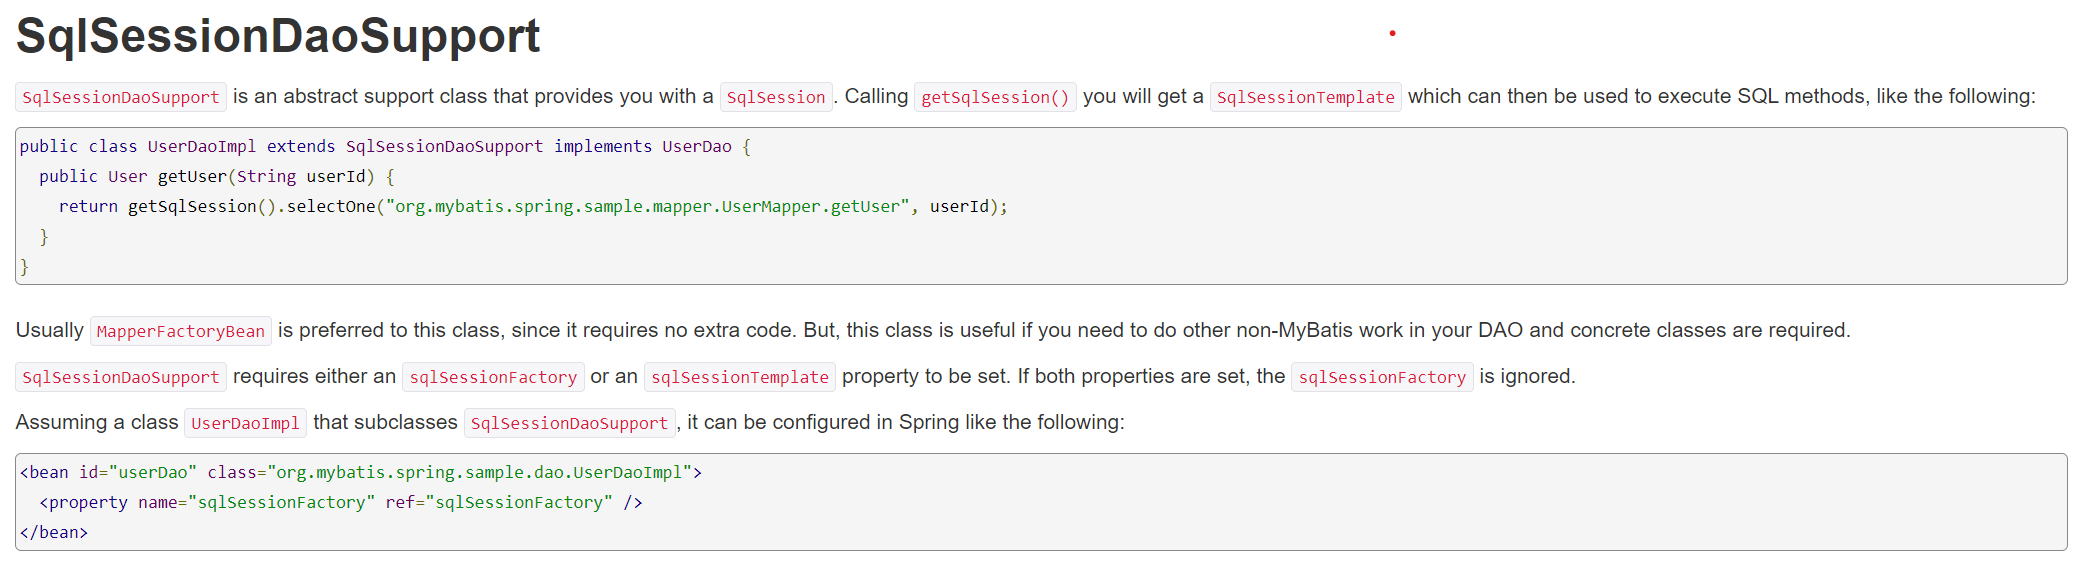 SqlSessionDaoSupport
SqlSessionDaoSupport is an abstract support class that provides you with a SqlSession. Calling getSqlSession() you will get a SqlSessionTemplate which can then be used to execute SQL methods, like the following:
public class UserDaoImpl extends SqlSessionDaoSupport implements UserDao {
  public User getUser(String userId) {
    return getSqlSession().selectOne("org.mybatis.spring.sample.mapper.UserMapper.getUser", userId);
  }
}
Usually MapperFactoryBean is preferred to this class, since it requires no extra code. But, this class is useful if you need to do other non-MyBatis work in your DAO and concrete classes are required.
SqlSessionDaoSupport requires either an sqlSessionFactory or an sqlSessionTemplate property to be set. If both properties are set, the sqlSessionFactory is ignored.
Assuming a class UserDaoImpl that subclasses SqlSessionDaoSupport, it can be configured in Spring like the following:
<bean id="userDao" class="org.mybatis.spring.sample.dao.UserDaoImpl">
  <property name="sqlSessionFactory" ref="sqlSessionFactory" />
</bean>